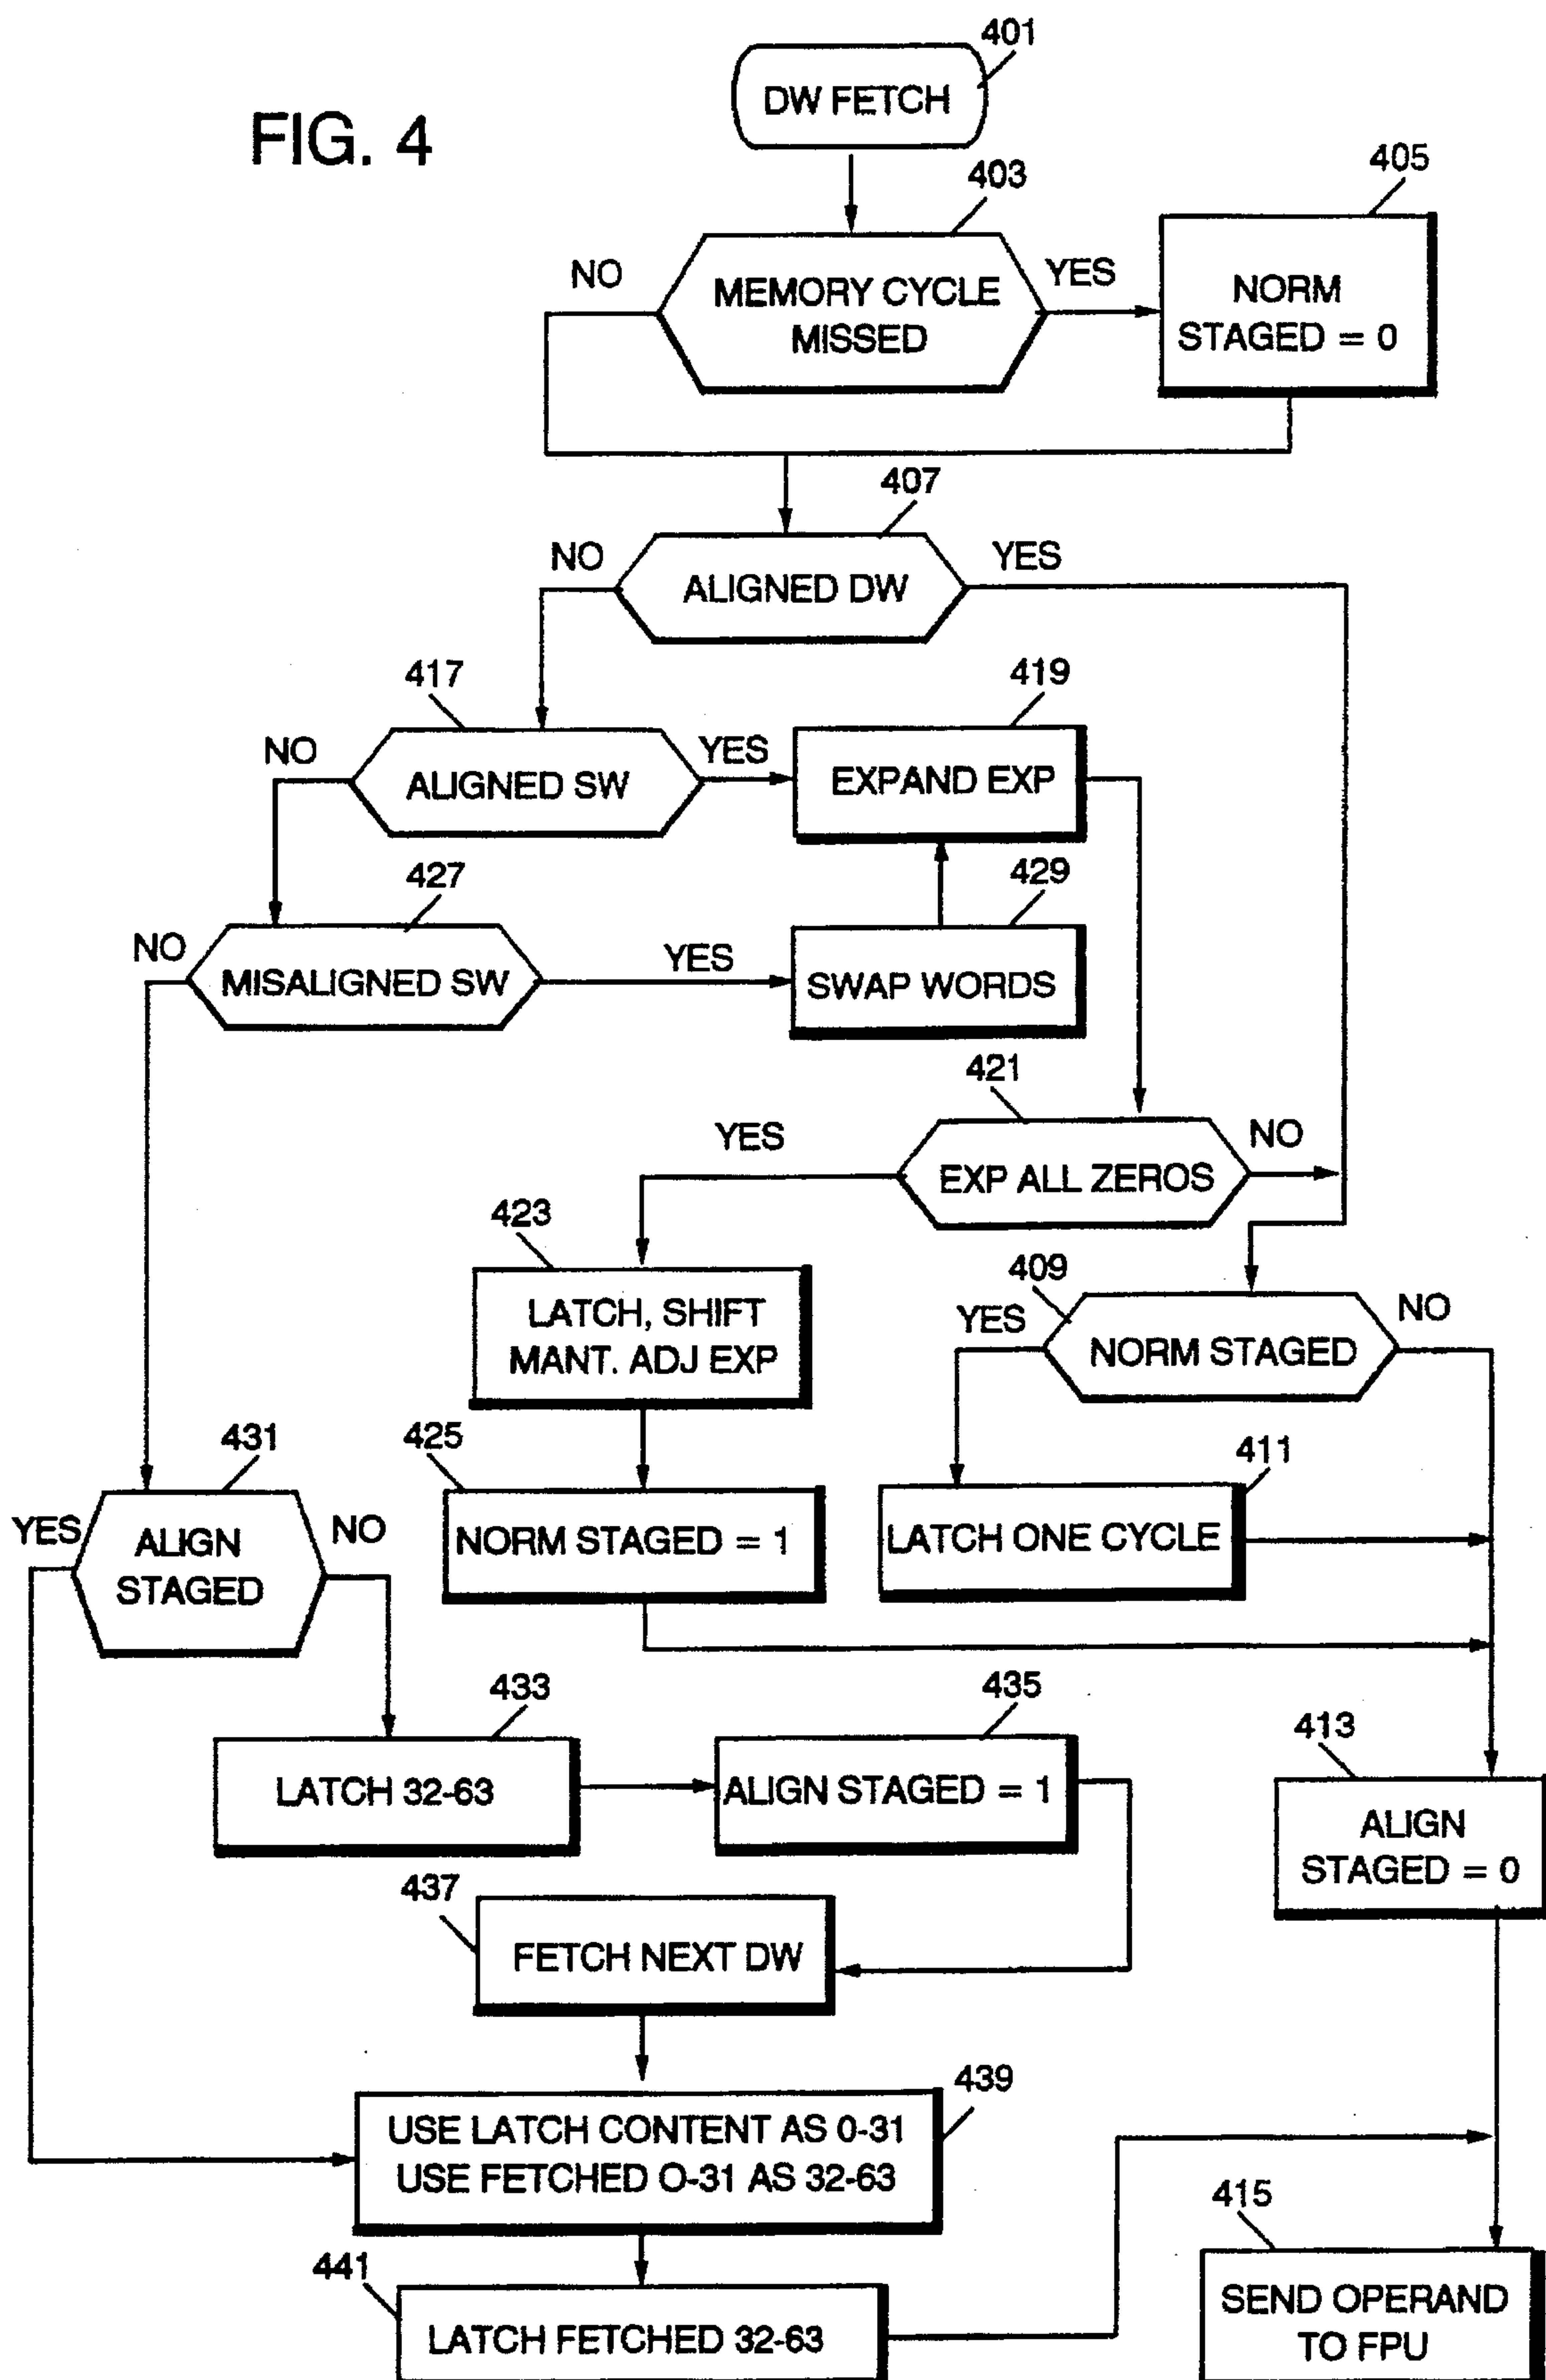 FIG. 4
401
DW FETCH
403
405
NO
MEMORY CYCLE
MISSED
YES
NORM
STAGED = 0
407
NO
ALIGNED DW
YES
417
419
NO
ALIGNED SW
YES
EXPAND EXP
427
429
NO
MISALIGNED SW
YES
SWAP WORDS
421
YES
EXP ALL ZEROS
NO
423
LATCH, SHIFT
MANT. ADJ EXP
409
YES
NORM STAGED
NO
431
425
411
YES
ALIGN
STAGED
NO
NORM STAGED = 1
LATCH ONE CYCLE
433
435
413
LATCH 32-63
ALIGN STAGED = 1
ALIGN
STAGED = 0
437
FETCH NEXT DW
439
USE LATCH CONTENT AS 0-31
USE FETCHED O-31 AS 32-63
415
441
LATCH FETCHED 32-63
SEND OPERAND
TO FPU